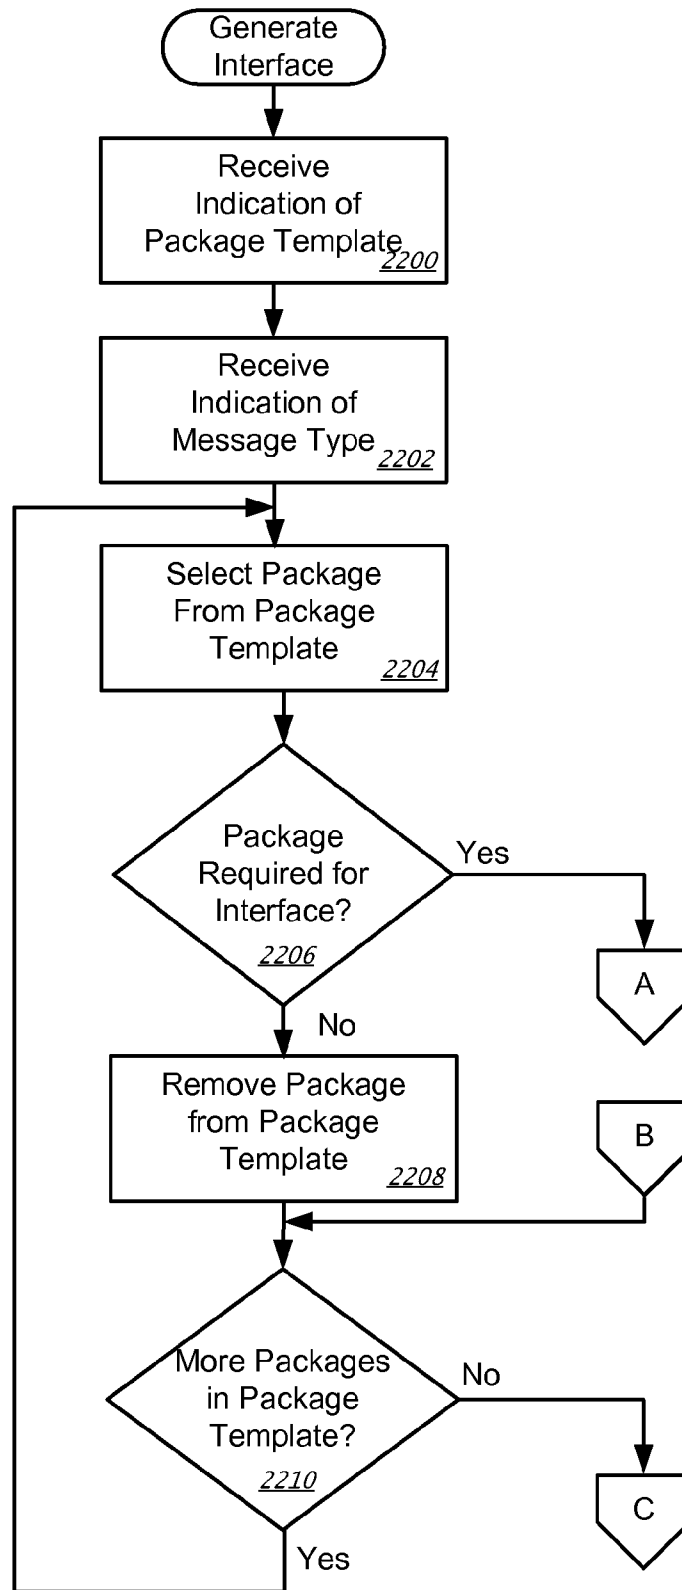 Generate
Interface
Receive
Indication of
Package Template
2200
Receive
Indication of
Message Type
2202
Select Package
From Package
Template
2204
Package
Required for
Interface?
2206
Yes
A
No
Remove Package
from Package
Template
2208
B
More Packages
in Package
Template?
2210
No
C
Yes